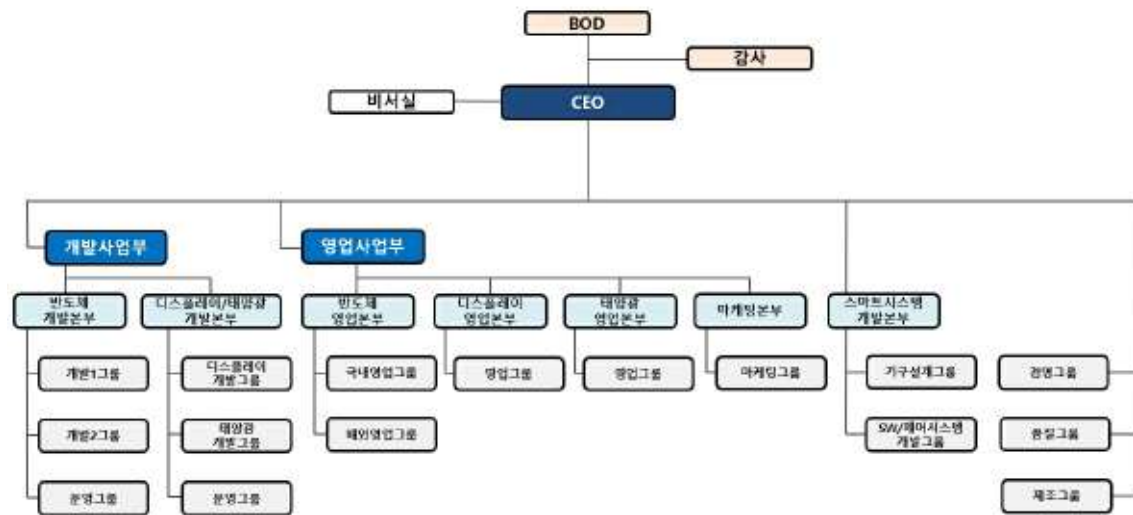 BOD
감사
비서실
CEO
개발사업부
영업사업부
반도체
개발본부
디스플레이/태양광
개발본부
반도체
영업본부
디스플레이
영업본부
태양광
영업본부
마케팅본부
스마트시스템
개발본부
개발1그룹
디스플레이
개발그룹
국내영업그룹
영업그룹
영업그룹
마케팅그룹
기구설계그룹
경영그룹
개발2그룹
태양광
개발그룹
해외영업그룹
SW/제어시스템
개발그룹
품질그룹
운영그룹
운영그룹
제조그룹